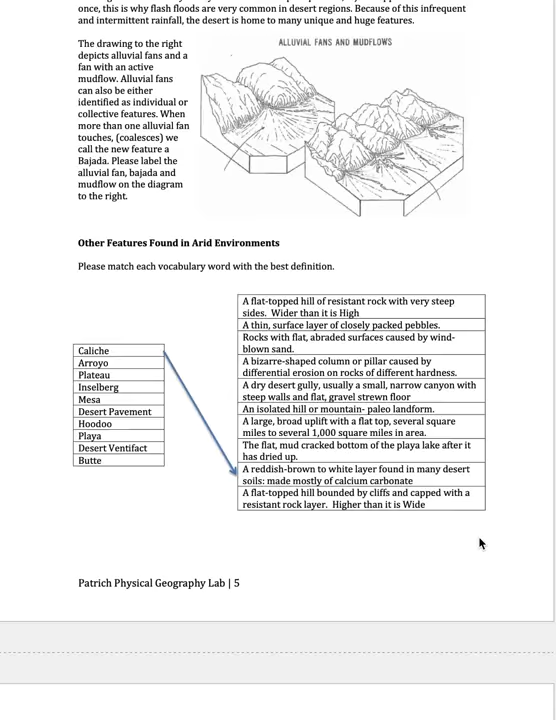 once, this is why flash floods are very common in desert regions. Because of this infrequent
and intermittent rainfall, the desert is home to many unique and huge features.
The drawing to the right
depicts alluvial fans and a
fan with an active
mudflow. Alluvial fans
can also be either
identified as individual or
collective features. When
more than one alluvial fan
touches, (coalesces) we
call the new feature a
Bajada. Please label the
alluvial fan, bajada and
mudflow on the diagram
to the right.
ALLUVIAL FANS AND MUDFLOWS
Other Features Found in Arid Environments
Please match each vocabulary word with the best definition.
Caliche
Arroyo
Plateau
Inselberg
Mesa
Desert Pavement
Hoodoo
Playa
Desert Ventifact
Butte
A flat-topped hill of resistant rock with very steep
sides. Wider than it is High
A thin, surface layer of closely packed pebbles.
Rocks with flat, abraded surfaces caused by wind-
blown sand.
A bizarre-shaped column or pillar caused by
differential erosion on rocks of different hardness.
A dry desert gully, usually a small, narrow canyon with
steep walls and flat, gravel strewn floor
An isolated hill or mountain- paleo landform.
A large, broad uplift with a flat top, several square
miles to several 1,000 square miles in area.
The flat, mud cracked bottom of the playa lake after it
has dried up.
A reddish-brown to white layer found in many desert
soils: made mostly of calcium carbonate
A flat-topped hill bounded by cliffs and capped with a
resistant rock layer. Higher than it is Wide
Patrich Physical Geography Lab | 5